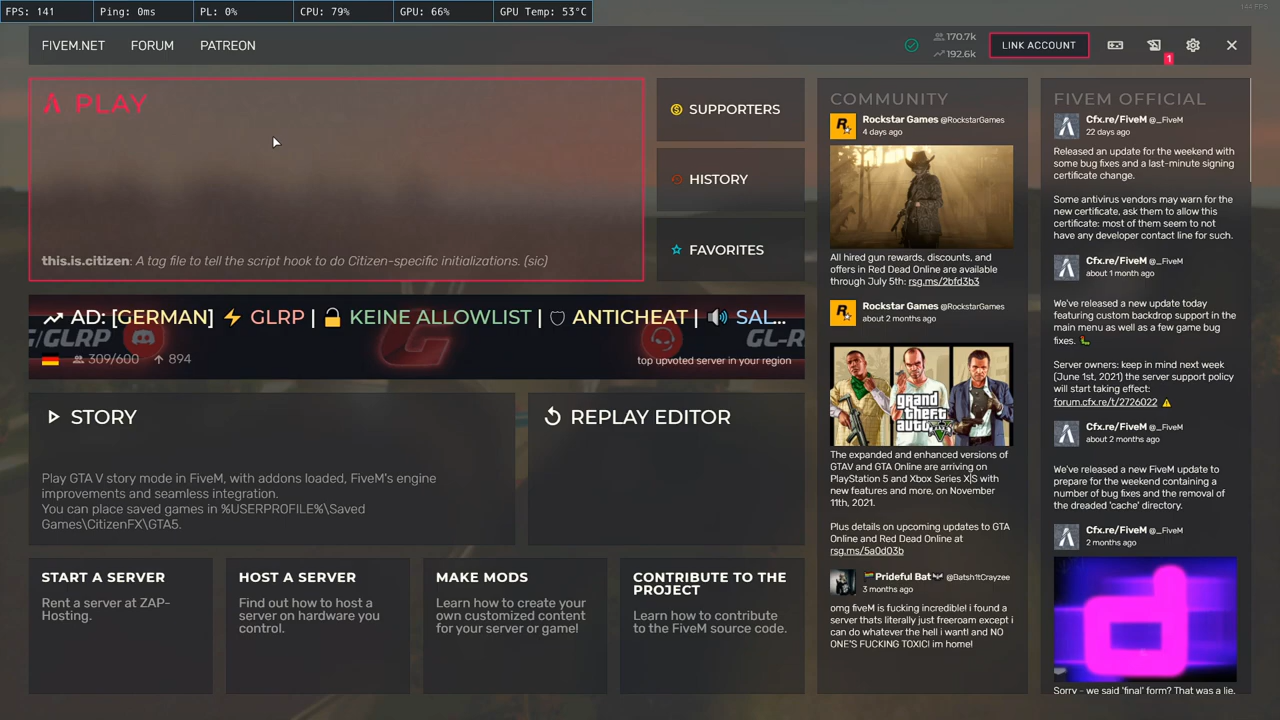 FPS: 141
Ping: 0ms
PL: 0%
CPU: 79%
GPU: 66%
GPU Temp: 53°C
144 FPS
FIVEM.NET
FORUM
PATREON
170.7k
192.6k
LINK ACCOUNT
1
PLAY
this.is.citizen: A tag file to tell the script hook to do Citizen-specific initializations. (sic)
SUPPORTERS
HISTORY
FAVORITES
AD: [GERMAN] ⚡ GLRP | 🔒 KEINE ALLOWLIST | 🛡 ANTICHEAT | 🔊 SAL...
309/600
894
top upvoted server in your region
STORY
Play GTA V story mode in FiveM, with addons loaded, FiveM's engine
improvements and seamless integration.
You can place saved games in %USERPROFILE%\Saved
Games\CitizenFX\GTA5.
REPLAY EDITOR
START A SERVER
Rent a server at ZAP-
Hosting.
HOST A SERVER
Find out how to host a
server on hardware you
control.
MAKE MODS
Learn how to create your
own customized content
for your server or game!
CONTRIBUTE TO THE
PROJECT
Learn how to contribute
to the FiveM source code.
COMMUNITY
Rockstar Games @RockstarGames
4 days ago
All hired gun rewards, discounts, and
offers in Red Dead Online are available
through July 5th: rsg.ms/2bfd3b3
Rockstar Games @RockstarGames
about 2 months ago
grand
theft
auto V
The expanded and enhanced versions of
GTAV and GTA Online are arriving on
PlayStation 5 and Xbox Series X|S with
new features and more, on November
11th, 2021.
Plus details on upcoming updates to GTA
Online and Red Dead Online at
rsg.ms/5a0d03b
🏳️‍🌈Prideful Bat🦇 @Batsh1tCrayzee
3 months ago
omg fiveM is fucking incredible! i found a
server thats literally just freeroam except i
can do whatever the hell i want! and NO
ONE'S FUCKING TOXIC! im home!
FIVEM OFFICIAL
Cfx.re/FiveM @_FiveM
22 days ago
Released an update for the weekend with
some bug fixes and a last-minute signing
certificate change.
Some antivirus vendors may warn for the
new certificate, ask them to allow this
certificate: most of them seem to not
have any developer contact line for such.
Cfx.re/FiveM @_FiveM
about 1 month ago
We've released a new update today
featuring custom backdrop support in the
main menu as well as a few game bug
fixes. 🐛
Server owners: keep in mind next week
(June 1st, 2021) the server support policy
will start taking effect:
forum.cfx.re/t/2726022 ⚠️
Cfx.re/FiveM @_FiveM
about 2 months ago
We've released a new FiveM update to
prepare for the weekend containing a
number of bug fixes and the removal of
the dreaded 'cache' directory.
Cfx.re/FiveM @_FiveM
2 months ago
Sorry - we said 'final' form? That was a lie.